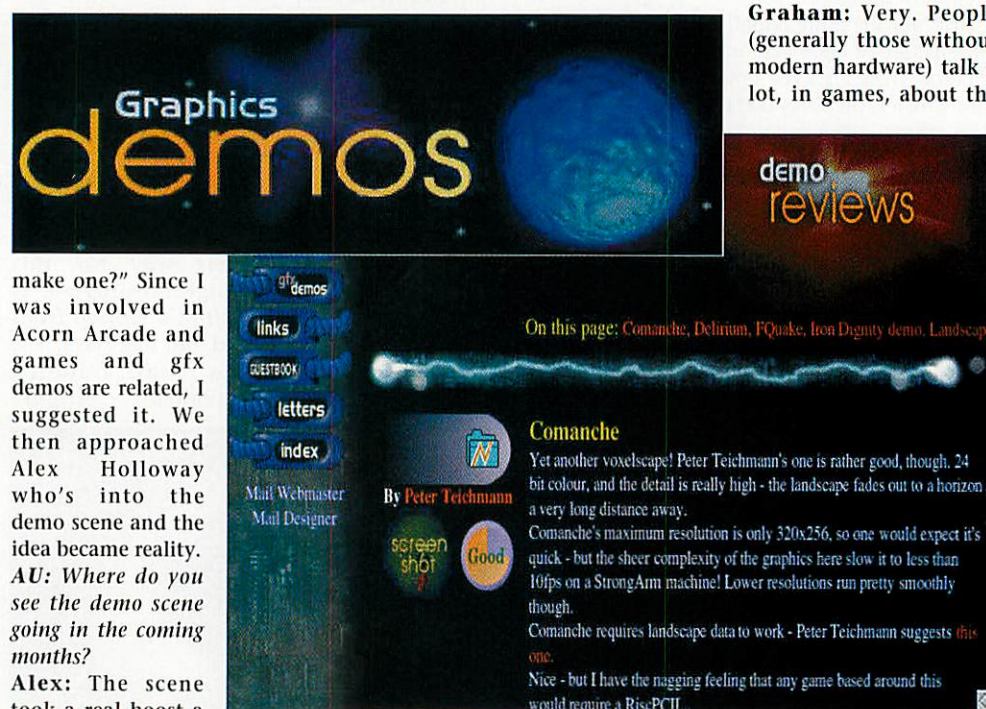 Graham: Very. Peopl
(generally those withou
modern hardware) talk
lot, in games, about th
Graphics
demos
demo
reviews
make one?" Since I
was involved in
Acorn Arcade and
games and gfx
demos are related, I
suggested it. We
then approached
Alex Holloway
who's into the
demo scene and the
idea became reality.
AU: Where do you
see the demo scene
going in the coming
months?
Alex: The scene
took a real boost a
gfx demos
links
GUESTBOOK
letters
index
Mail Webmaster
Mail Designer
On this page: Comanche, Delirium, FQuake, Iron Dignity demo, Landscap
By Peter Teichmann
screen
shot
Good
Comanche
Yet another voxelscape! Peter Teichmann's one is rather good, though. 24
bit colour, and the detail is really high - the landscape fades out to a horizon
a very long distance away.
Comanche's maximum resolution is only 320x256, so one would expect it's
quick - but the sheer complexity of the graphics here slow it to less than
10fps on a StrongArm machine! Lower resolutions run pretty smoothly
though.
Comanche requires landscape data to work - Peter Teichmann suggests this
one.
Nice - but I have the nagging feeling that any game based around this
would require a RiscPCII.